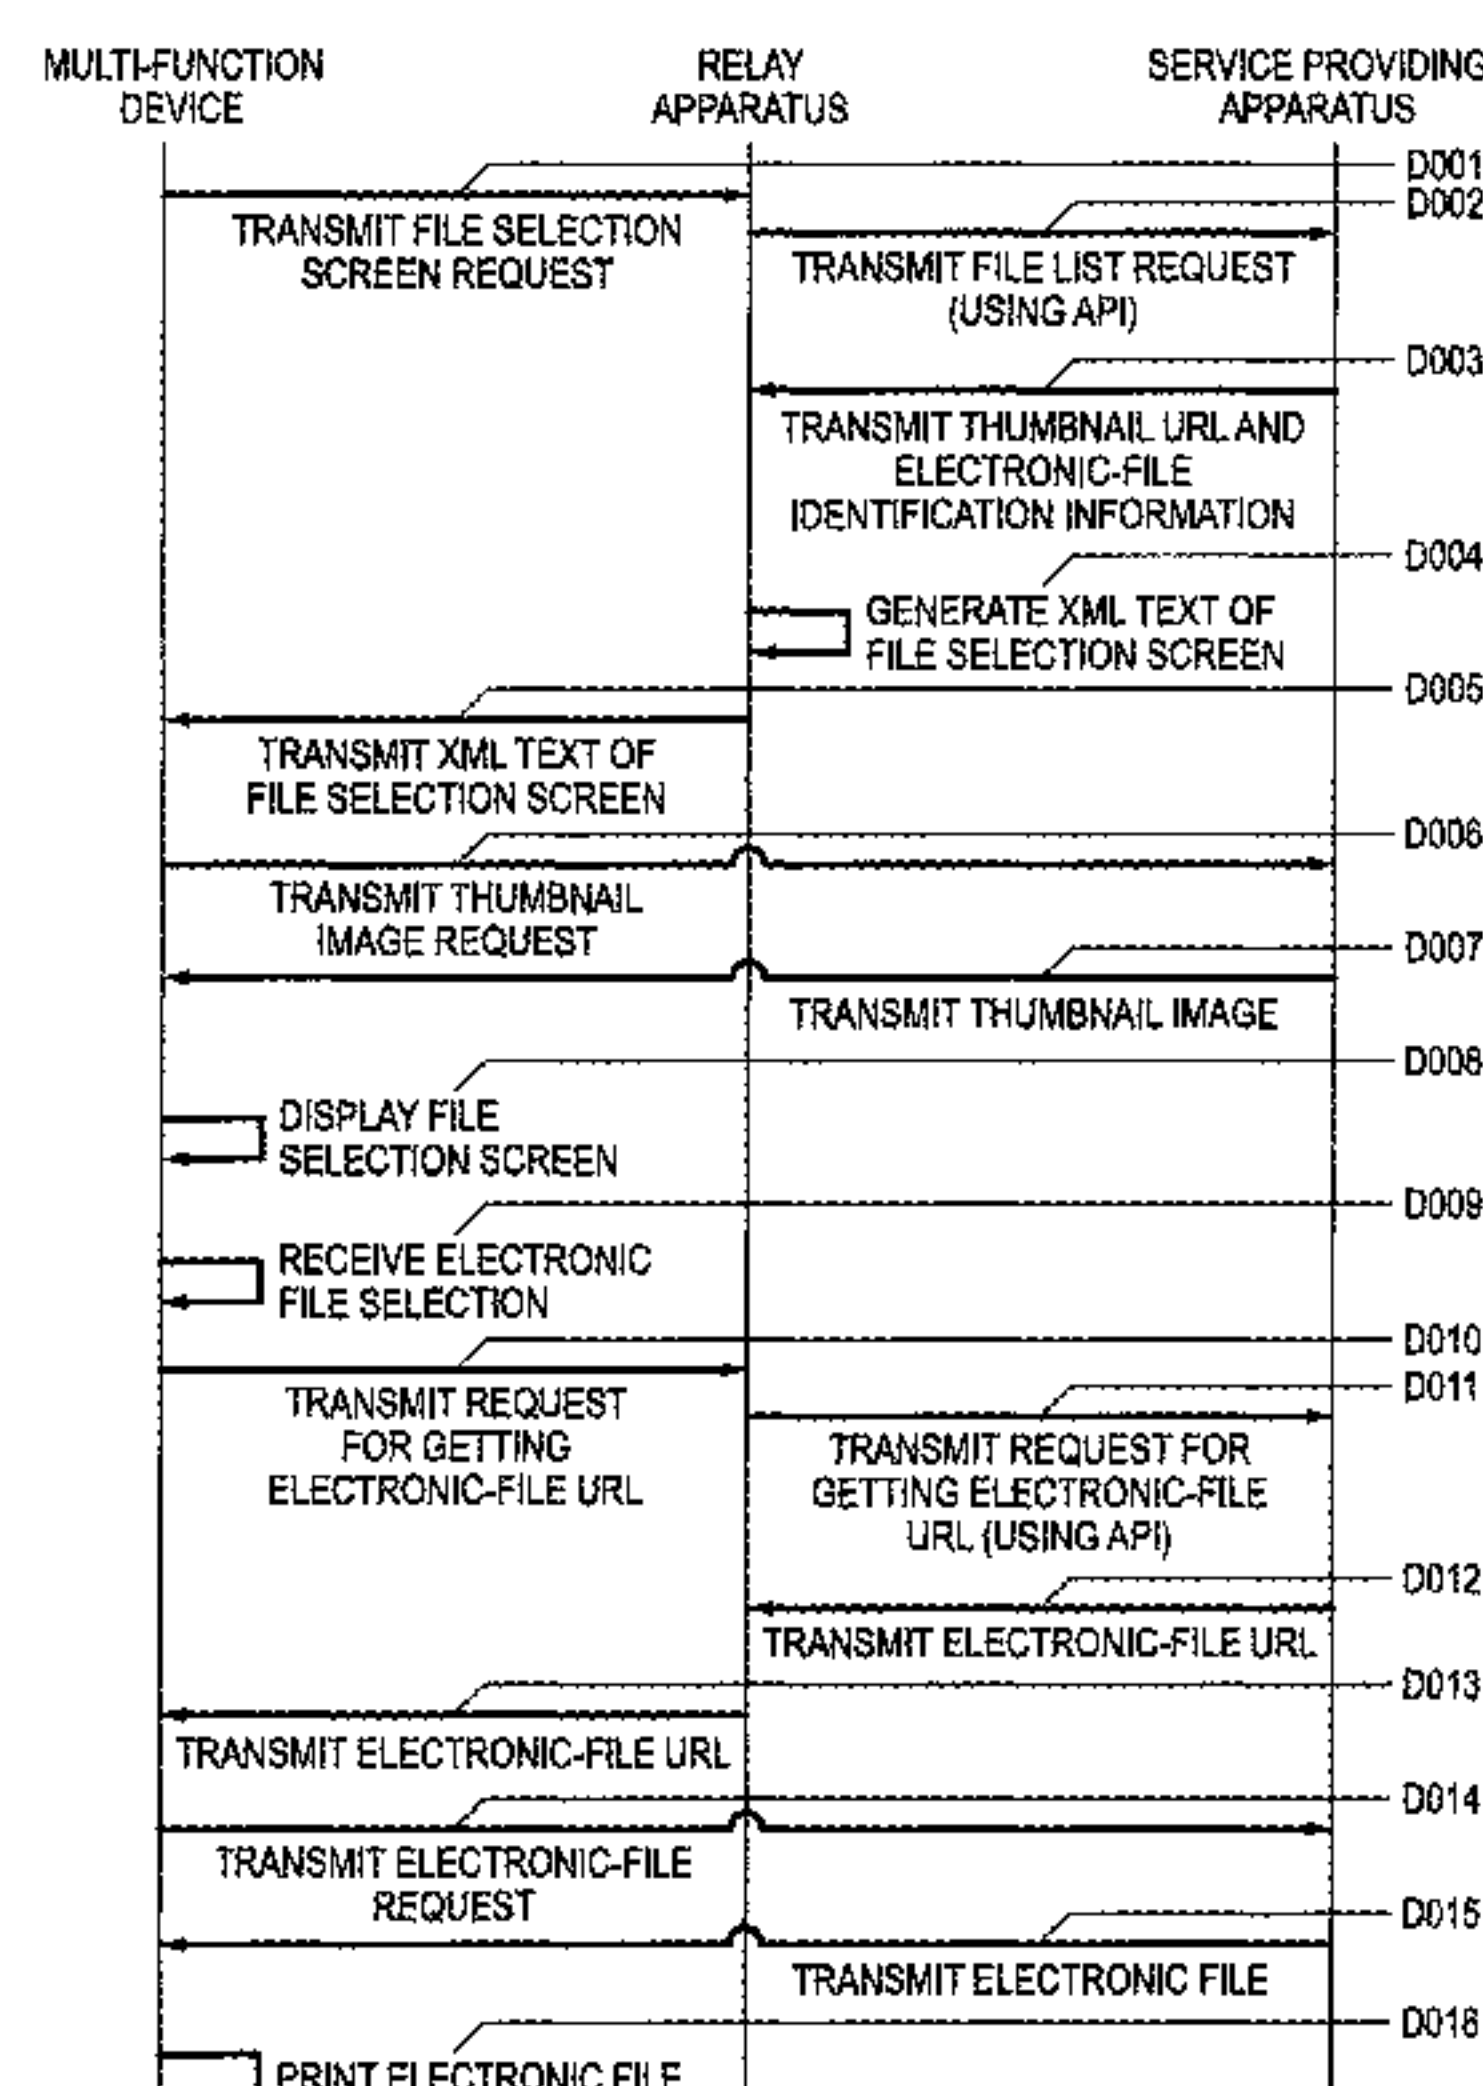 MULTI-FUNCTION
DEVICE
RELAY
APPARATUS
SERVICE PROVIDING
APPARATUS
D001
D002
TRANSMIT FILE SELECTION
SCREEN REQUEST
TRANSMIT FILE LIST REQUEST
(USING API)
D003
TRANSMIT THUMBNAIL URL AND
ELECTRONIC-FILE
IDENTIFICATION INFORMATION
D004
GENERATE XML TEXT OF
FILE SELECTION SCREEN
D005
TRANSMIT XML TEXT OF
FILE SELECTION SCREEN
D006
TRANSMIT THUMBNAIL
IMAGE REQUEST
D007
TRANSMIT THUMBNAIL IMAGE
D008
DISPLAY FILE
SELECTION SCREEN
D009
RECEIVE ELECTRONIC
FILE SELECTION
D010
D011
TRANSMIT REQUEST
FOR GETTING
ELECTRONIC-FILE URL
TRANSMIT REQUEST FOR
GETTING ELECTRONIC-FILE
URL (USING API)
D012
TRANSMIT ELECTRONIC-FILE URL
D013
TRANSMIT ELECTRONIC-FILE URL
D014
TRANSMIT ELECTRONIC-FILE
REQUEST
D015
TRANSMIT ELECTRONIC FILE
D016
PRINT ELECTRONIC FILE